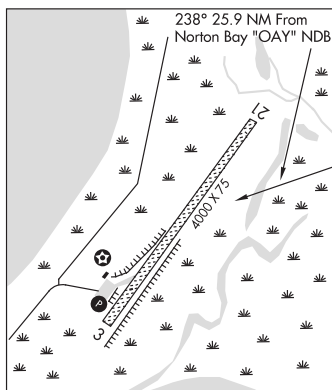 238° 25.9 NM From
Norton Bay "OAY" NDB
21
4000 X 75
P
3